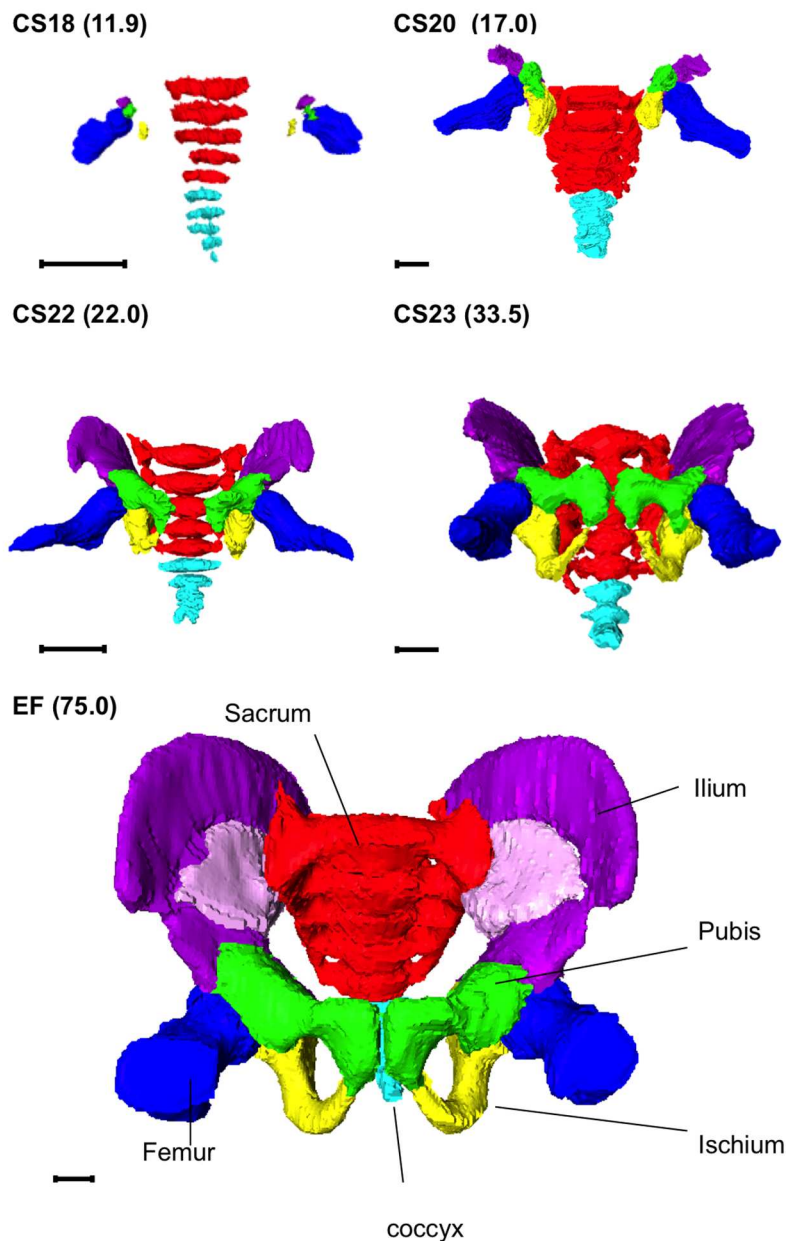 CS18 (11.9)
CS20 (17.0)
CS22 (22.0)
CS23 (33.5)
EF (75.0)
Sacrum
Ilium
Pubis
Femur
Ischium
coccyx